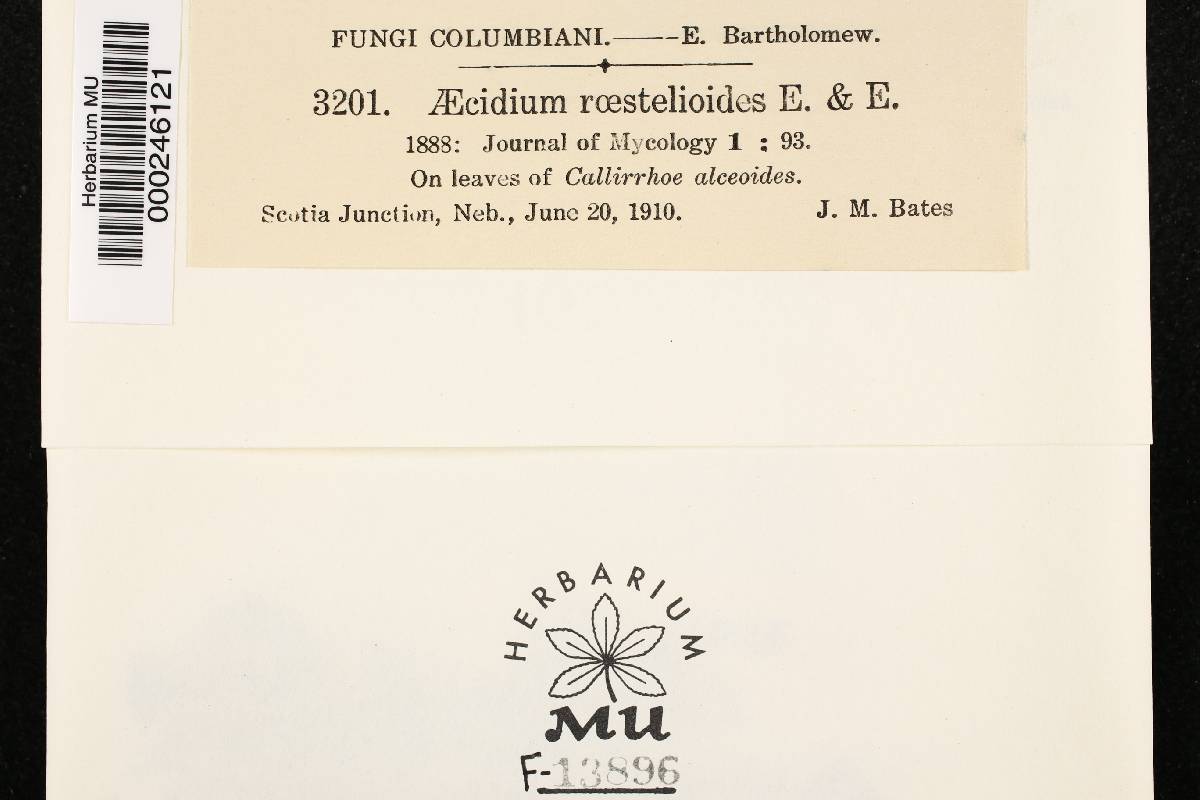 FUNGI COLUMBIANI.——E. Bartholomew.
3201. Æcidium rœstelioides E. & E.
1888: Journal of Mycology 1 : 93.
On leaves of Callirrhoe alceoides.
Scotia Junction, Neb., June 20, 1910. J. M. Bates
Herbarium MU
000246121
HERBARIUM
MU
F-13896